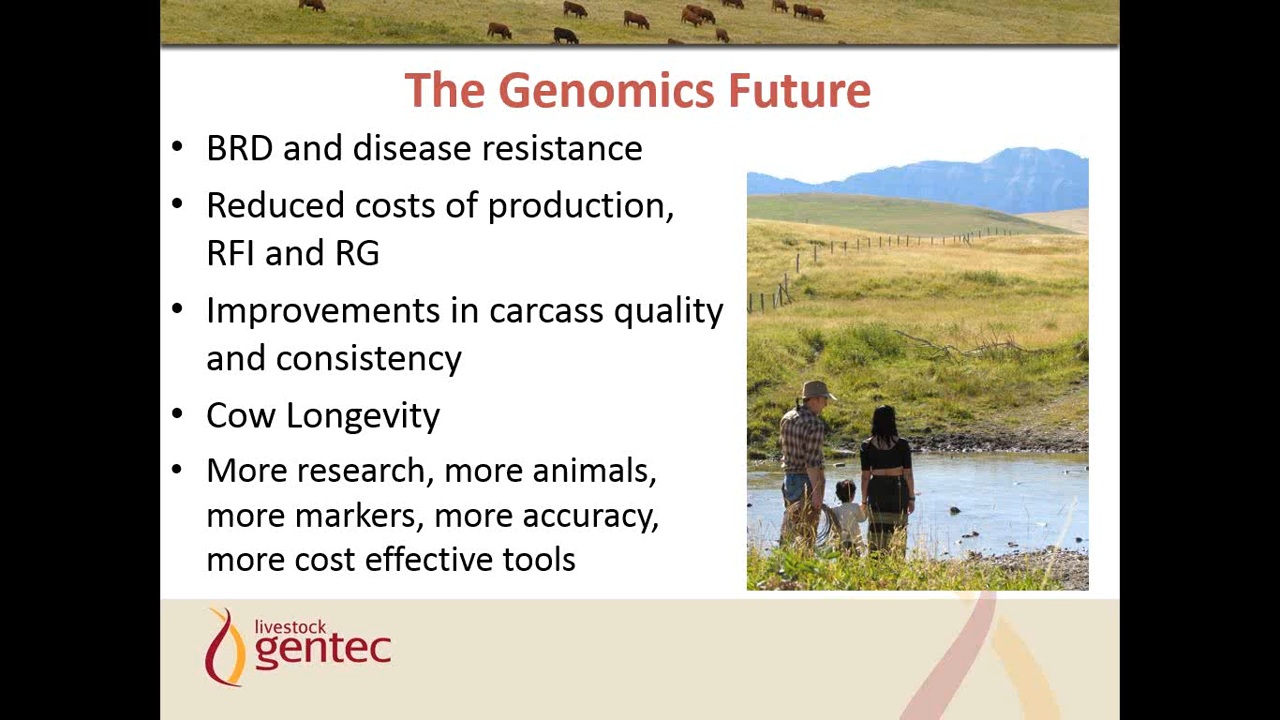 The Genomics Future
• BRD and disease resistance
• Reduced costs of production,
RFI and RG
• Improvements in carcass quality
and consistency
• Cow Longevity
• More research, more animals,
more markers, more accuracy,
more cost effective tools
livestock
gentec